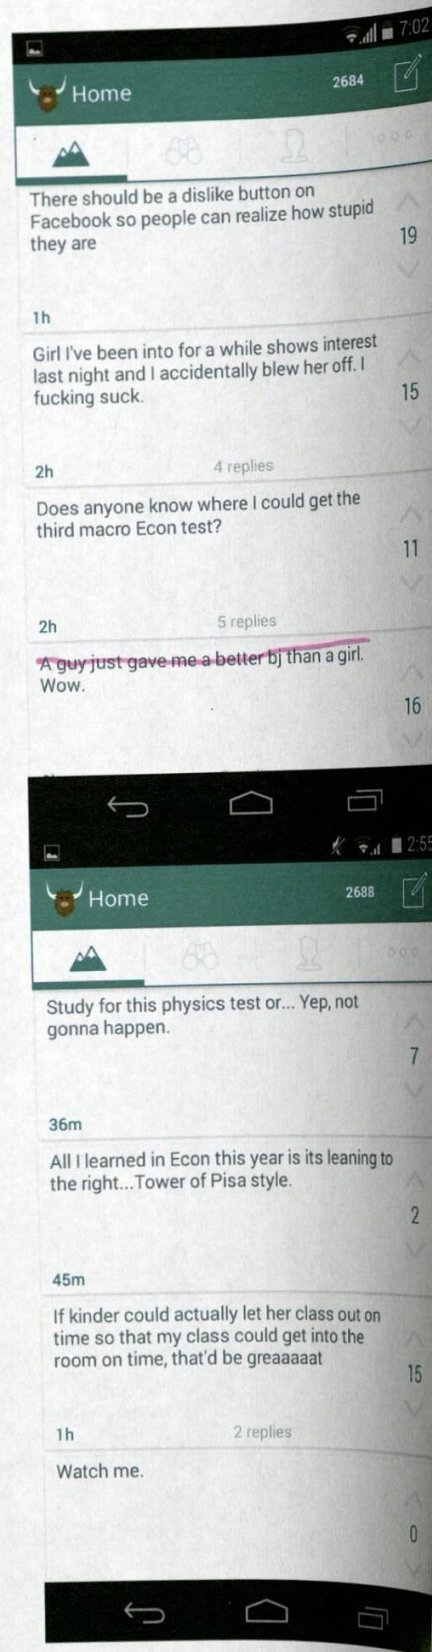 7:02
Home
2684
There should be a dislike button on
Facebook so people can realize how stupid
they are
19
1h
Girl I've been into for a while shows interest
last night and I accidentally blew her off. I
fucking suck.
15
2h
4 replies
Does anyone know where I could get the
third macro Econ test?
11
2h
5 replies
A guy just gave me a better bj than a girl.
Wow.
16
2:55
Home
2688
Study for this physics test or... Yep, not
gonna happen.
7
36m
All I learned in Econ this year is its leaning to
the right...Tower of Pisa style.
2
45m
If kinder could actually let her class out on
time so that my class could get into the
room on time, that'd be greaaaaat
15
1h
2 replies
Watch me.
0